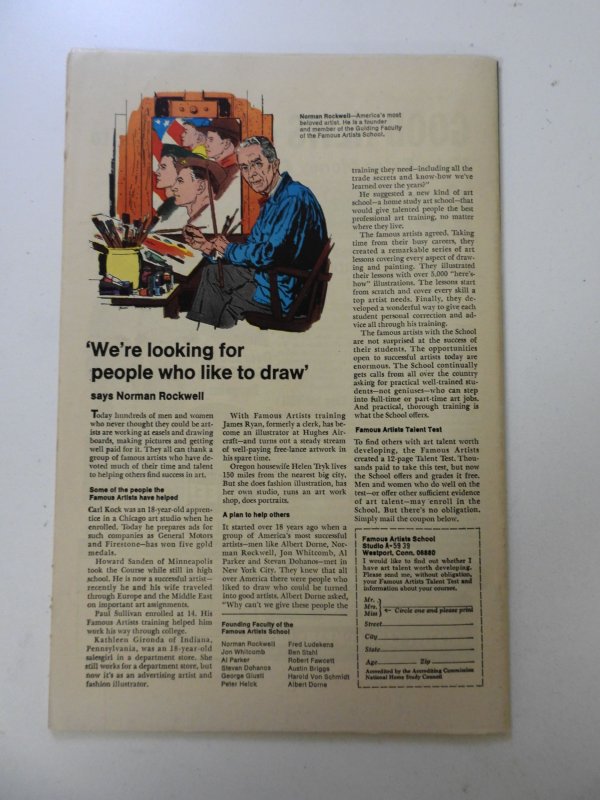 Norman Rockwell—America's most
beloved artist. He is a founder
and member of the Guiding Faculty
of the Famous Artists School.
'We're looking for
people who like to draw'
says Norman Rockwell
Today hundreds of men and women
who never thought they could be art-
ists are working at easels and drawing
boards, making pictures and getting
well paid for it. They all can thank a
group of famous artists who have de-
voted much of their time and talent
to helping others find success in art.
Some of the people the
Famous Artists have helped
Carl Kock was an 18-year-old appren-
tice in a Chicago art studio when he
enrolled. Today he prepares ads for
such companies as General Motors
and Firestone—has won five gold
medals.
Howard Sanden of Minneapolis
took the Course while still in high
school. He is now a successful artist—
recently he and his wife traveled
through Europe and the Middle East
on important art assignments.
Paul Sullivan enrolled at 14. His
Famous Artists training helped him
work his way through college.
Kathleen Gironda of Indiana,
Pennsylvania, was an 18-year-old
salesgirl in a department store. She
still works for a department store, but
now it's as an advertising artist and
fashion illustrator.
With Famous Artists training
James Ryan, formerly a clerk, has be-
come an illustrator at Hughes Air-
craft—and turns out a steady stream
of well-paying free-lance artwork in
his spare time.
Oregon housewife Helen Tryk lives
150 miles from the nearest big city.
But she does fashion illustration, has
her own studio, runs an art work
shop, does portraits.
A plan to help others
It started over 18 years ago when a
group of America's most successful
artists—men like Albert Dorne, Nor-
man Rockwell, Jon Whitcomb, Al
Parker and Stevan Dohanos—met in
New York City. They knew that all
over America there were people who
liked to draw who could be turned
into good artists. Albert Dorne asked,
"Why can't we give these people the
training they need—including all the
trade secrets and know-how we've
learned over the years?"
He suggested a new kind of art
school—a home study art school—that
would give talented people the best
professional art training, no matter
where they live.
The famous artists agreed. Taking
time from their busy careers, they
created a remarkable series of art
lessons covering every aspect of draw-
ing and painting. They illustrated
their lessons with over 5,000 "here's-
how" illustrations. The lessons start
from scratch and cover every skill a
top artist needs. Finally, they de-
veloped a wonderful way to give each
student personal correction and ad-
vice all through his training.
The famous artists with the School
are not surprised at the success of
their students. The opportunities
open to successful artists today are
enormous. The School continually
gets calls from all over the country
asking for practical well-trained stu-
dents—not geniuses—who can step
into full-time or part-time art jobs.
And practical, thorough training is
what the School offers.
Famous Artists Talent Test
To find others with art talent worth
developing, the Famous Artists
created a 12-page Talent Test. Thou-
sands paid to take this test, but now
the School offers and grades it free.
Men and women who do well on the
test—or offer other sufficient evidence
of art talent—may enroll in the
School. But there's no obligation.
Simply mail the coupon below.
Founding Faculty of the
Famous Artists School
Norman Rockwell
Jon Whitcomb
Al Parker
Stevan Dohanos
George Giusti
Peter Helck
Fred Ludekens
Ben Stahl
Robert Fawcett
Austin Briggs
Harold Von Schmidt
Albert Dorne
Famous Artists School
Studio A-5939
Westport, Conn. 06880
I would like to find out whether I
have art talent worth developing.
Please send me, without obligation,
your Famous Artists Talent Test and
information about your courses.
Mr.
Mrs. Circle one and please print
Miss
Street
City
State
Age Zip
Accredited by the Accrediting Commission
National Home Study Council